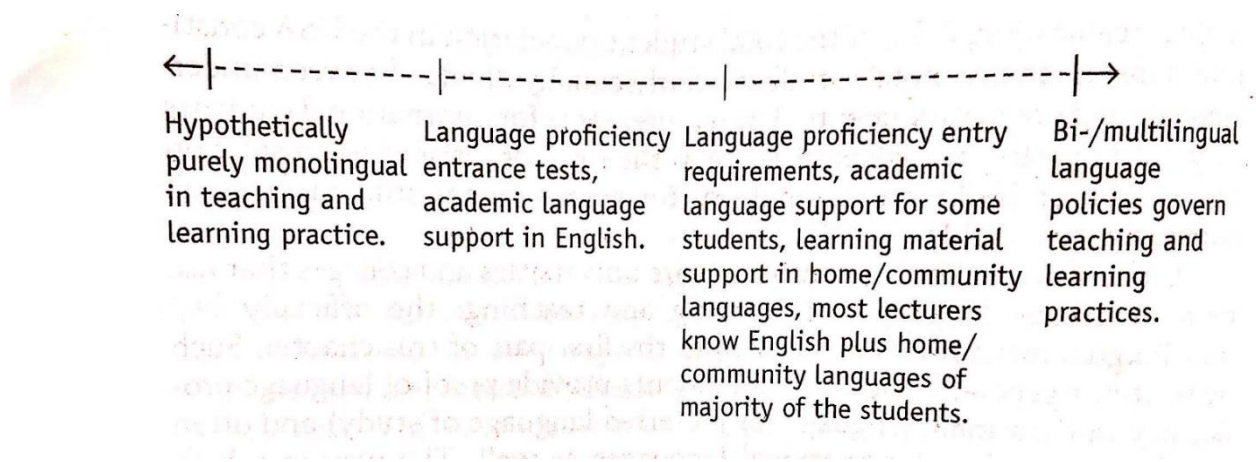 Hypothetically
purely monolingual
in teaching and
learning practice.
Language proficiency
entrance tests,
academic language
support in English.
Language proficiency entry
requirements, academic
language support for some
students, learning material
support in home/community
languages, most lecturers
know English plus home/
community languages of
majority of the students.
Bi-/multilingual
language
policies govern
teaching and
learning
practices.